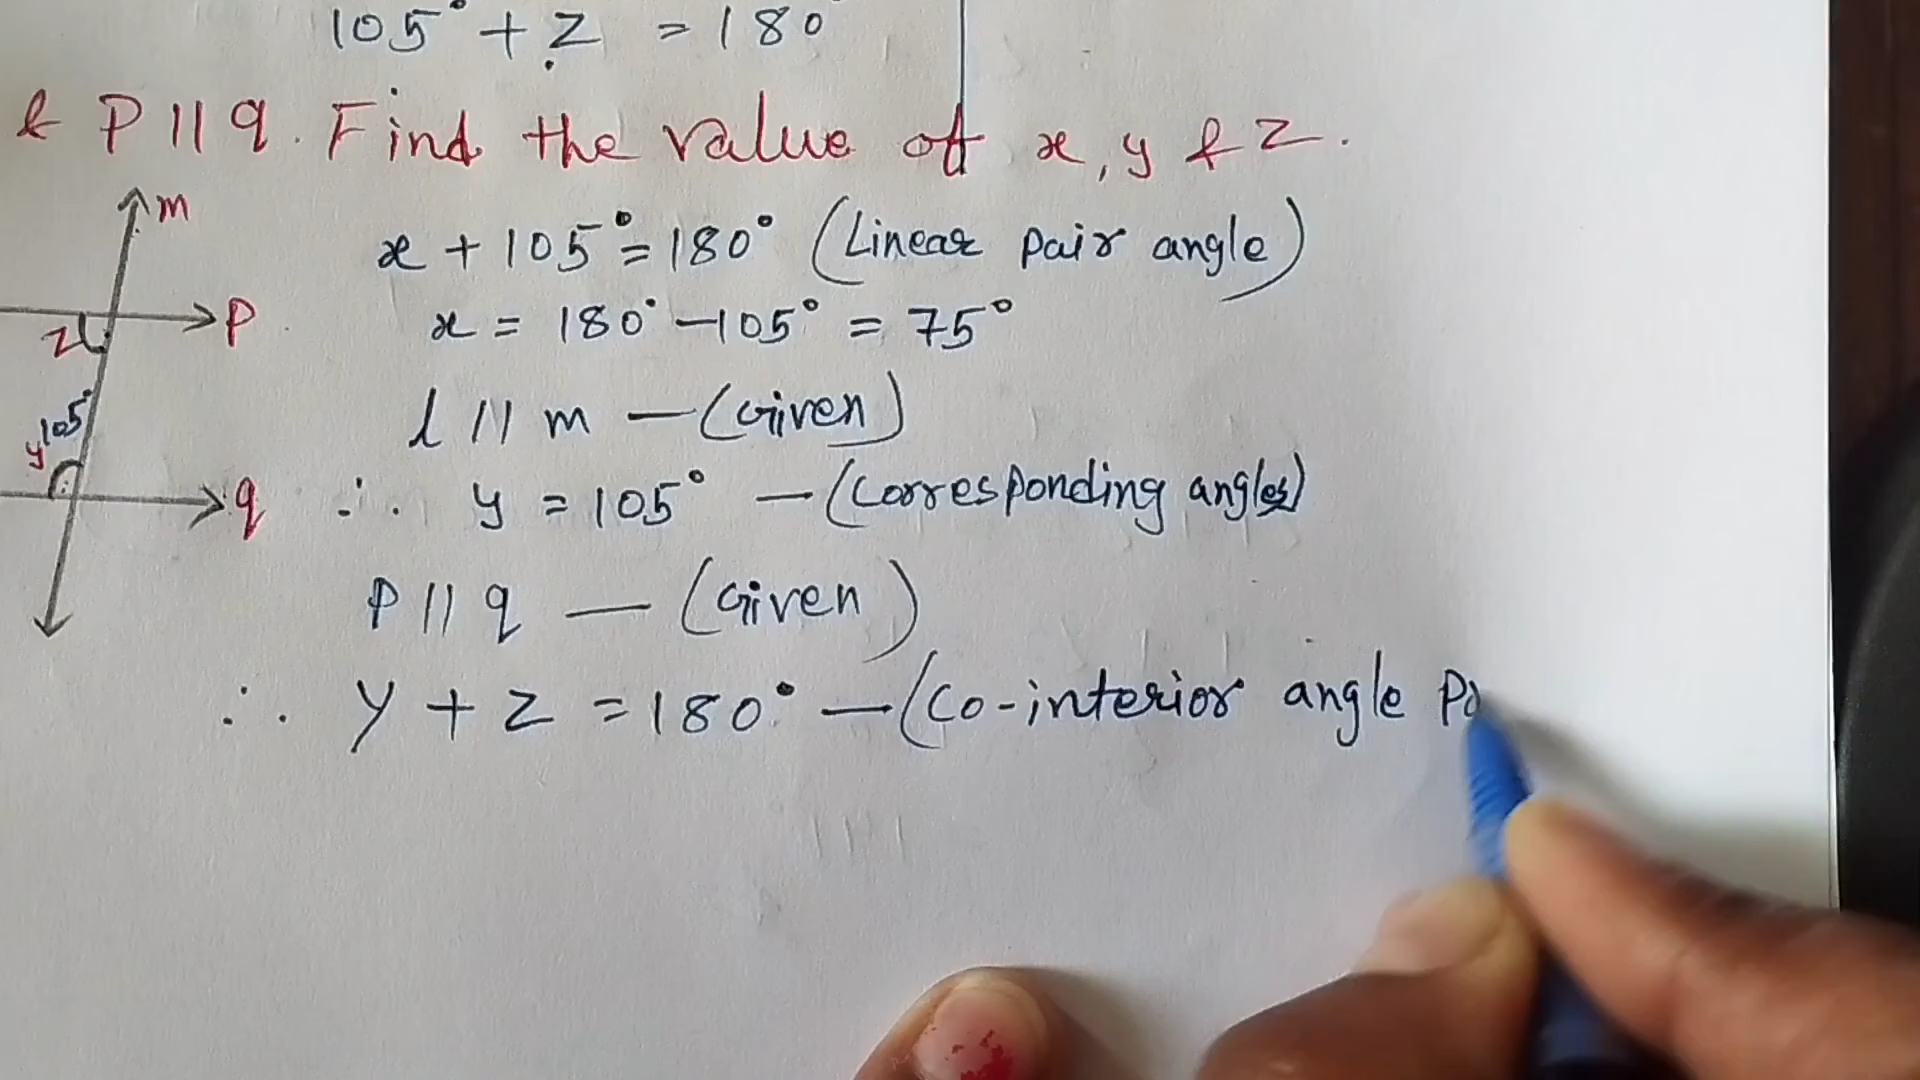 105° + z = 180°
& P || q. Find the value of x, y & z.
m
x + 105° = 180° (Linear pair angle)
p
x = 180° - 105° = 75°
z
l || m — (Given)
105°
y
∴ y = 105° — (Corresponding angles)
q
P || q — (Given)
∴ y + z = 180° — (Co-interior angle Pa